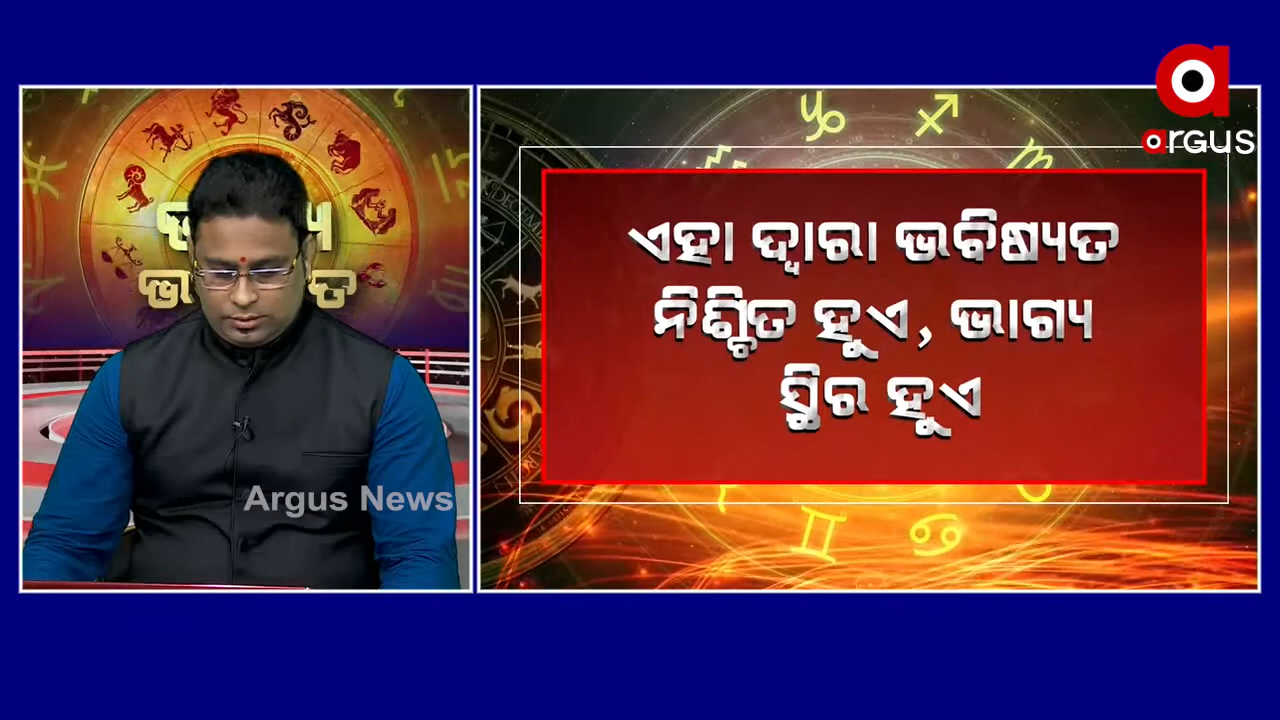 argus
ଏହା ଦ୍ୱାରା ଭବିଷ୍ୟତ
ନିଶ୍ଚିତ ହୁଏ, ଭାଗ୍ୟ
ସ୍ଥିର ହୁଏ
Argus News